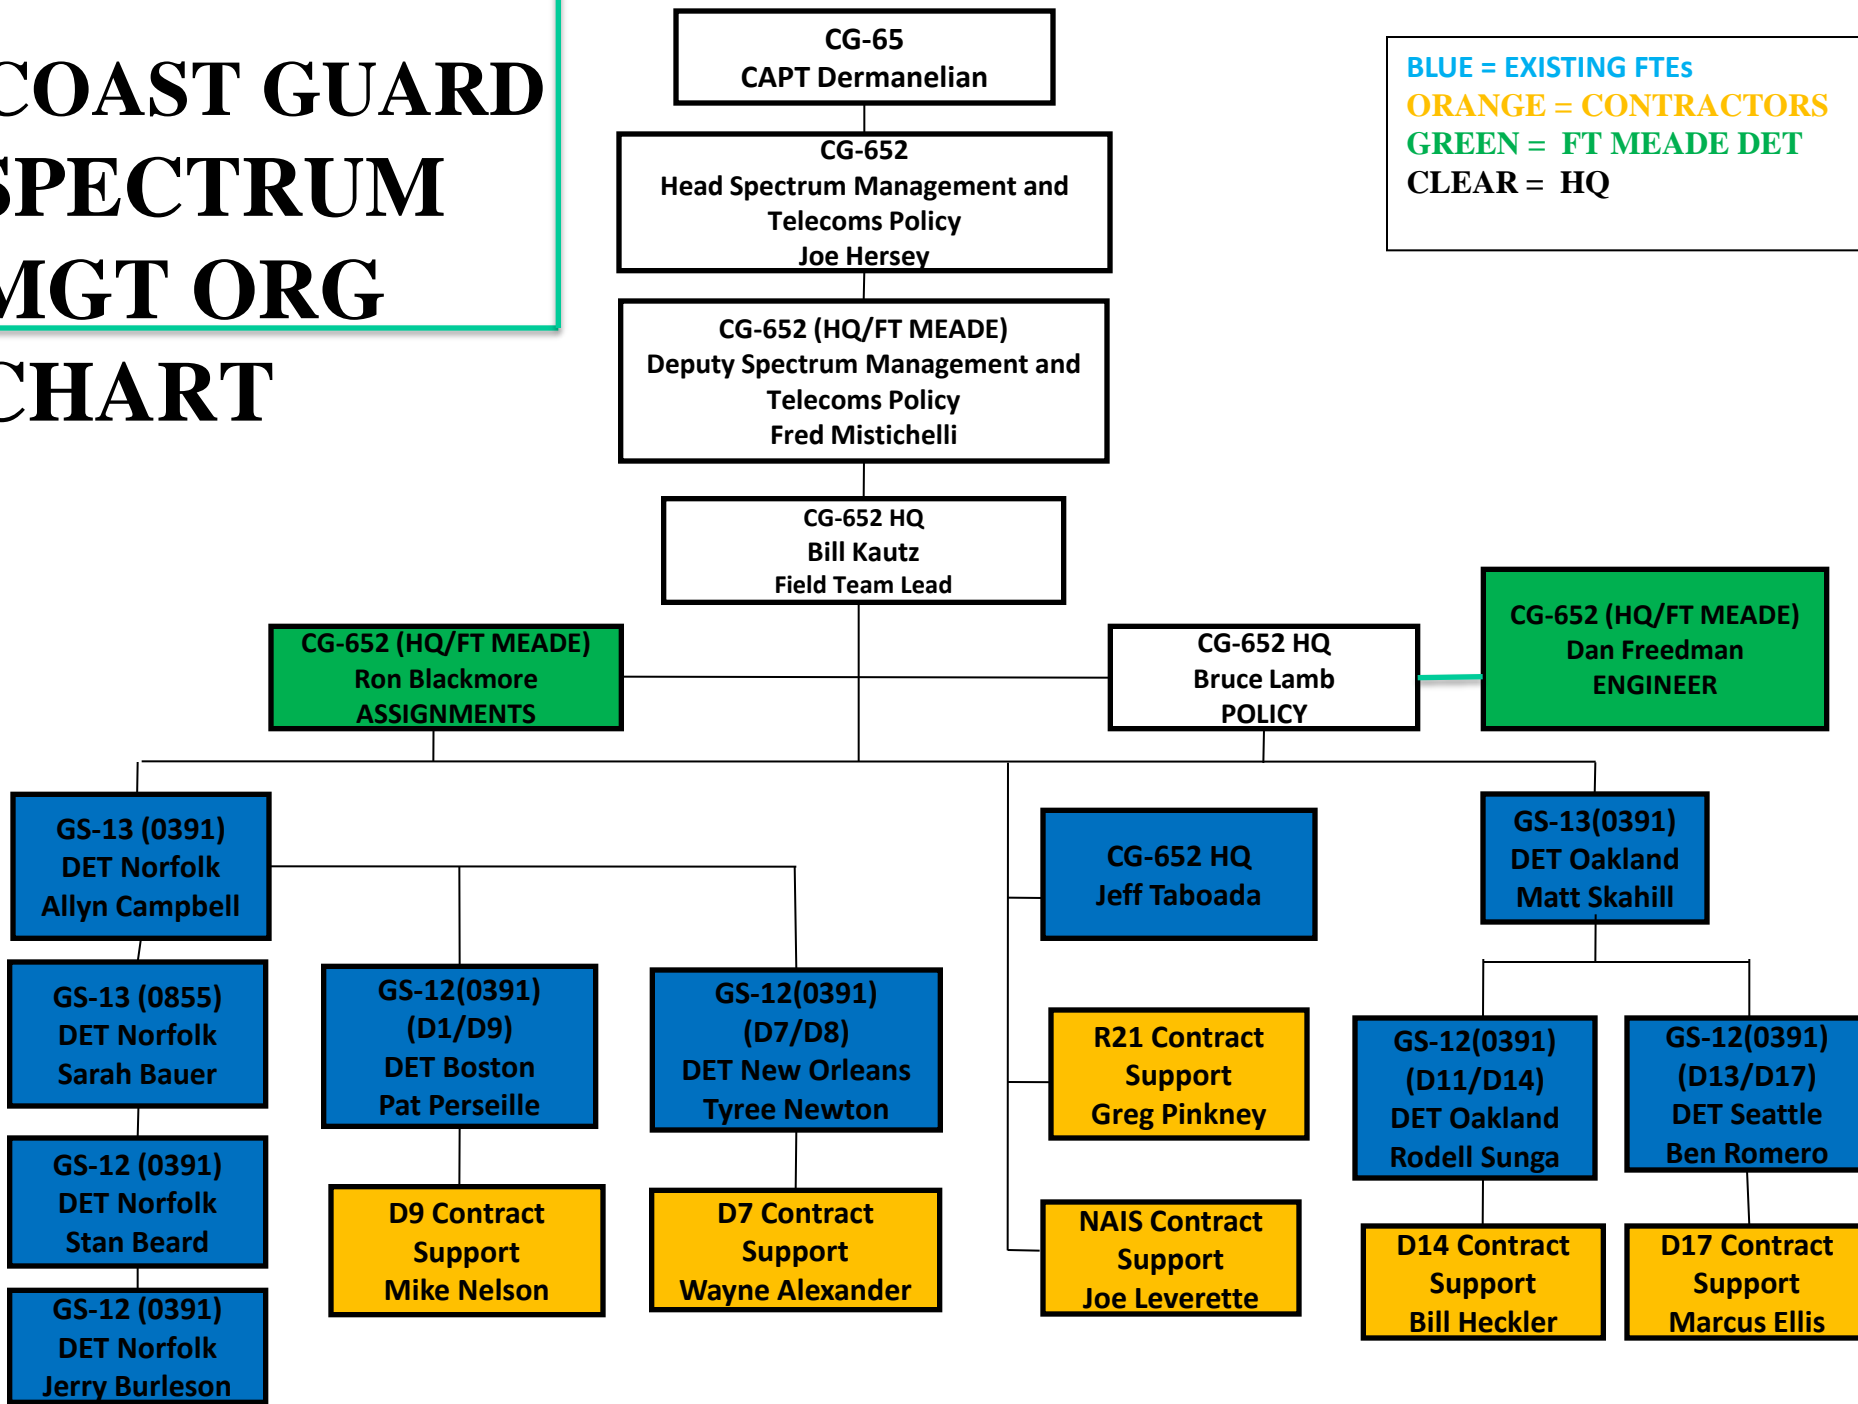 COAST GUARD
SPECTRUM
MGT ORG
CHART
CG-65
CAPT Dermanelian
BLUE = EXISTING FTEs
ORANGE = CONTRACTORS
GREEN = FT MEADE DET
CLEAR = HQ
CG-652
Head Spectrum Management and
Telecoms Policy
Joe Hersey
CG-652 (HQ/FT MEADE)
Deputy Spectrum Management and
Telecoms Policy
Fred Mistichelli
CG-652 HQ
Bill Kautz
Field Team Lead
CG-652 (HQ/FT MEADE)
Ron Blackmore
ASSIGNMENTS
CG-652 HQ
Bruce Lamb
POLICY
CG-652 (HQ/FT MEADE)
Dan Freedman
ENGINEER
GS-13 (0391)
DET Norfolk
Allyn Campbell
CG-652 HQ
Jeff Taboada
GS-13(0391)
DET Oakland
Matt Skahill
GS-13 (0855)
DET Norfolk
Sarah Bauer
GS-12(0391)
(D1/D9)
DET Boston
Pat Perseille
GS-12(0391)
(D7/D8)
DET New Orleans
Tyree Newton
R21 Contract
Support
Greg Pinkney
GS-12(0391)
(D11/D14)
DET Oakland
Rodell Sunga
GS-12(0391)
(D13/D17)
DET Seattle
Ben Romero
GS-12 (0391)
DET Norfolk
Stan Beard
D9 Contract
Support
Mike Nelson
D7 Contract
Support
Wayne Alexander
NAIS Contract
Support
Joe Leverette
D14 Contract
Support
Bill Heckler
D17 Contract
Support
Marcus Ellis
GS-12 (0391)
DET Norfolk
Jerry Burleson